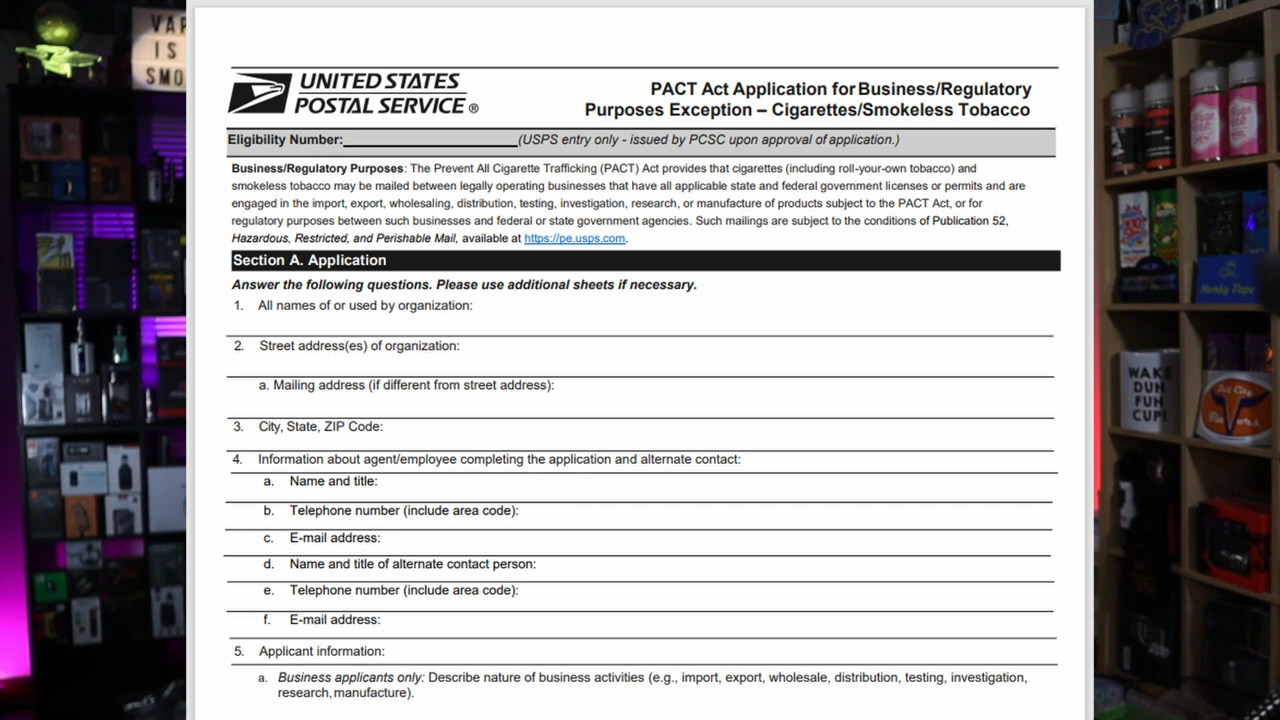 VAP
IS
SMO
UNITED STATES
POSTAL SERVICE ®
PACT Act Application for Business/Regulatory
Purposes Exception – Cigarettes/Smokeless Tobacco
Eligibility Number:____________________(USPS entry only - issued by PCSC upon approval of application.)
Business/Regulatory Purposes: The Prevent All Cigarette Trafficking (PACT) Act provides that cigarettes (including roll-your-own tobacco) and
smokeless tobacco may be mailed between legally operating businesses that have all applicable state and federal government licenses or permits and are
engaged in the import, export, wholesaling, distribution, testing, investigation, research, or manufacture of products subject to the PACT Act, or for
regulatory purposes between such businesses and federal or state government agencies. Such mailings are subject to the conditions of Publication 52,
Hazardous, Restricted, and Perishable Mail, available at https://pe.usps.com.
Section A. Application
Answer the following questions. Please use additional sheets if necessary.
1. All names of or used by organization:
2. Street address(es) of organization:
a. Mailing address (if different from street address):
3. City, State, ZIP Code:
4. Information about agent/employee completing the application and alternate contact:
a. Name and title:
b. Telephone number (include area code):
c. E-mail address:
d. Name and title of alternate contact person:
e. Telephone number (include area code):
f. E-mail address:
5. Applicant information:
a. Business applicants only: Describe nature of business activities (e.g., import, export, wholesale, distribution, testing, investigation,
research, manufacture).
Hunky Vape
WAKE
DUH
FUH
CUP!